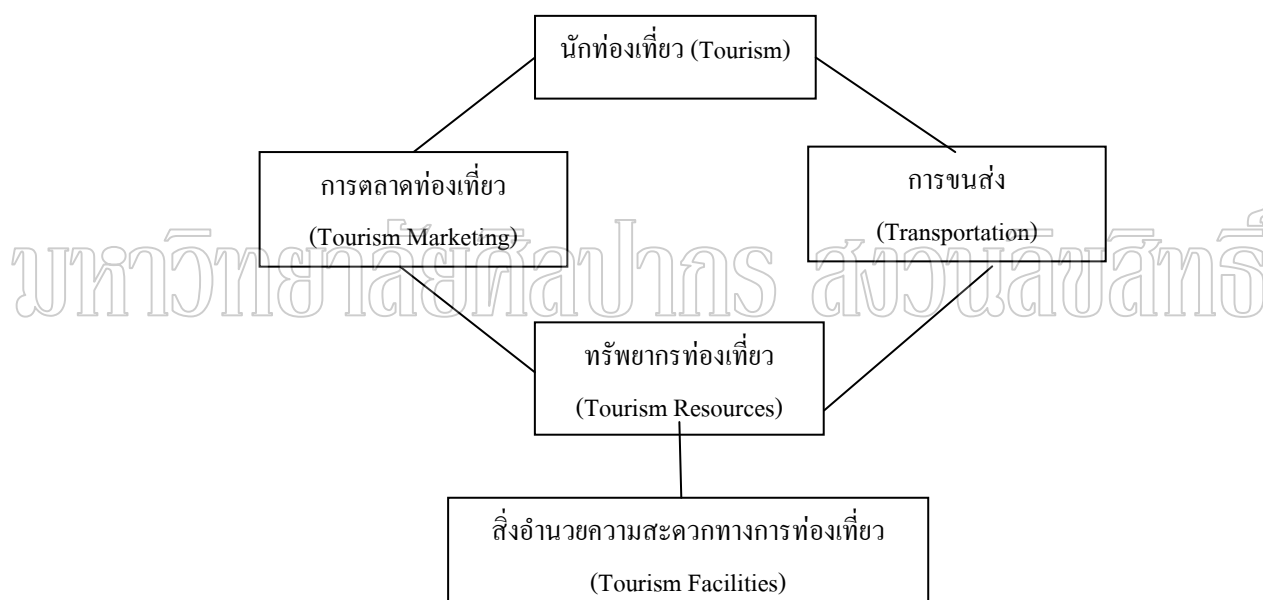 นักท่องเที่ยว (Tourism)
การตลาดท่องเที่ยว
(Tourism Marketing)
การขนส่ง
(Transportation)
มหาวิทยาลัยศิลปากร สงวนลิขสิทธิ์
ทรัพยากรท่องเที่ยว
(Tourism Resources)
สิ่งอำนวยความสะดวกทางการท่องเที่ยว
(Tourism Facilities)